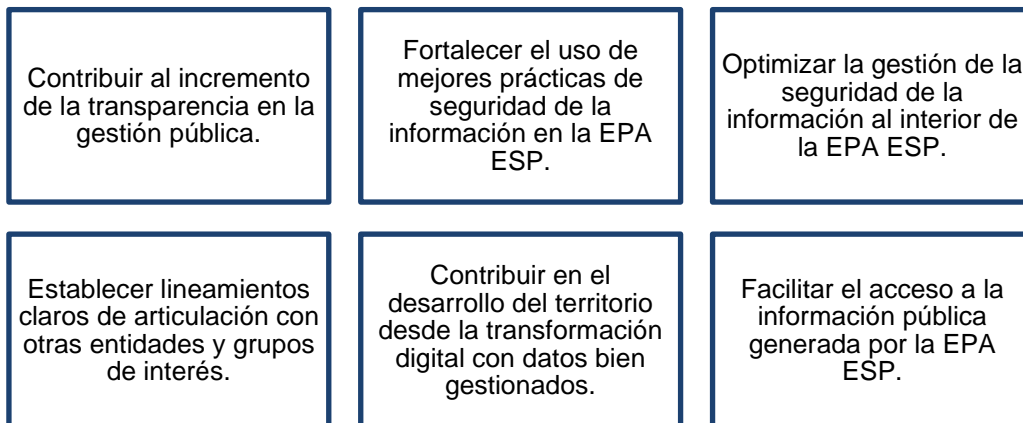 Contribuir al incremento
de la transparencia en la
gestión pública.
Fortalecer el uso de
mejores prácticas de
seguridad de la
información en la EPA
ESP.
Optimizar la gestión de la
seguridad de la
información al interior de
la EPA ESP.
Establecer lineamientos
claros de articulación con
otras entidades y grupos
de interés.
Contribuir en el
desarrollo del territorio
desde la transformación
digital con datos bien
gestionados.
Facilitar el acceso a la
información pública
generada por la EPA
ESP.